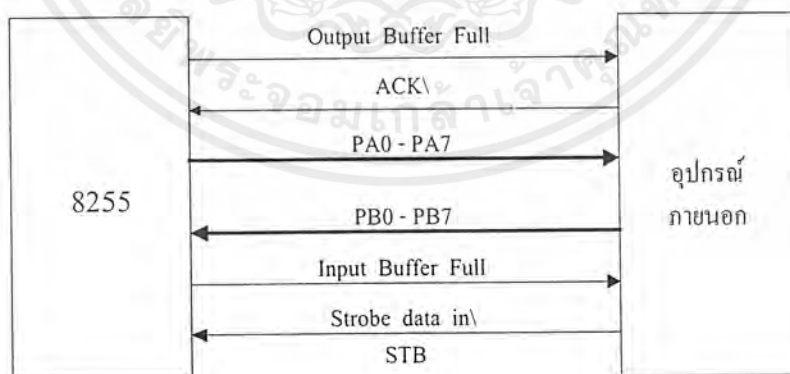 Output Buffer Full
ACK\
PA0 - PA7
8255
อุปกรณ์
ภายนอก
PB0 - PB7
Input Buffer Full
Strobe data in\
STB